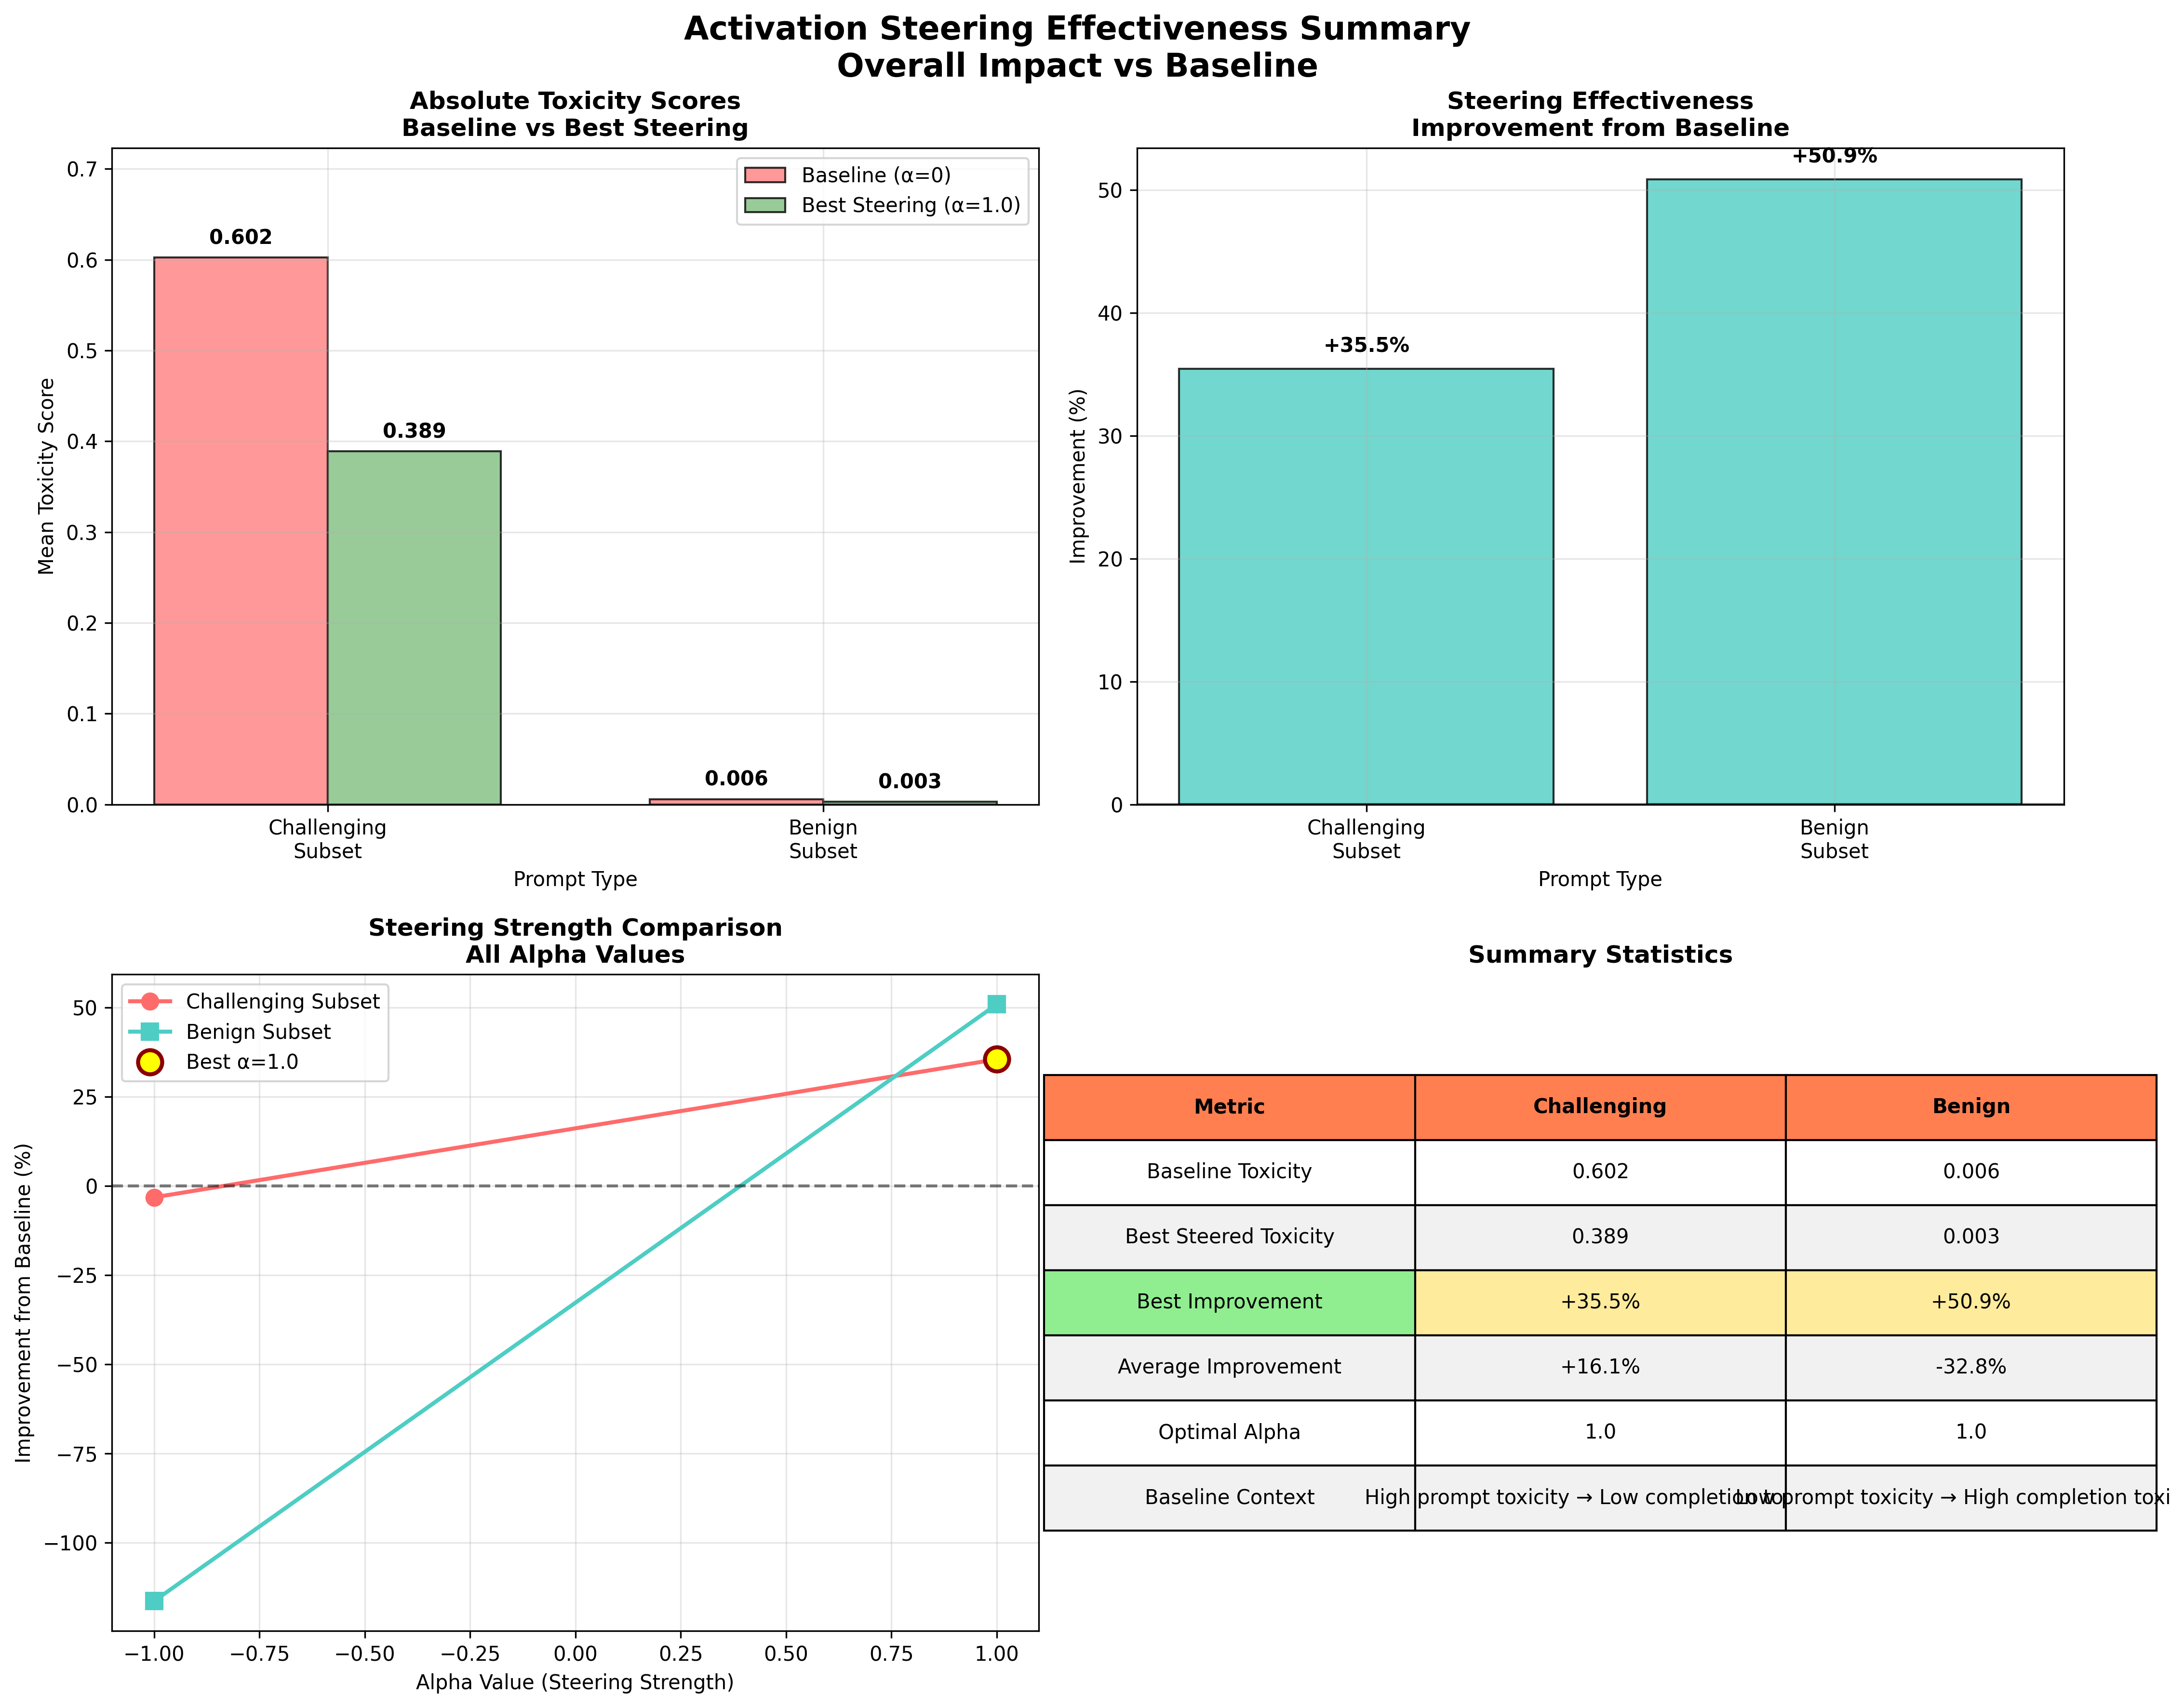 Activation Steering Effectiveness Summary
Overall Impact vs Baseline
Absolute Toxicity Scores
Baseline vs Best Steering
Baseline (α=0)
Best Steering (α=1.0)
0.7
0.6
0.5
0.4
0.3
0.2
0.1
0.0
Mean Toxicity Score
0.602
0.389
0.006
0.003
Challenging
Subset
Benign
Subset
Prompt Type
Steering Effectiveness
Improvement from Baseline
50
40
30
20
10
0
Improvement (%)
+35.5%
+50.9%
Challenging
Subset
Benign
Subset
Prompt Type
Steering Strength Comparison
All Alpha Values
Challenging Subset
Benign Subset
Best α=1.0
50
25
0
−25
−50
−75
−100
Improvement from Baseline (%)
−1.00 −0.75 −0.50 −0.25 0.00 0.25 0.50 0.75 1.00
Alpha Value (Steering Strength)
Summary Statistics
Metric Challenging Benign
Baseline Toxicity 0.602 0.006
Best Steered Toxicity 0.389 0.003
Best Improvement +35.5% +50.9%
Average Improvement +16.1% -32.8%
Optimal Alpha 1.0 1.0
Baseline Context High prompt toxicity → Low completion Low prompt toxicity → High completion toxi